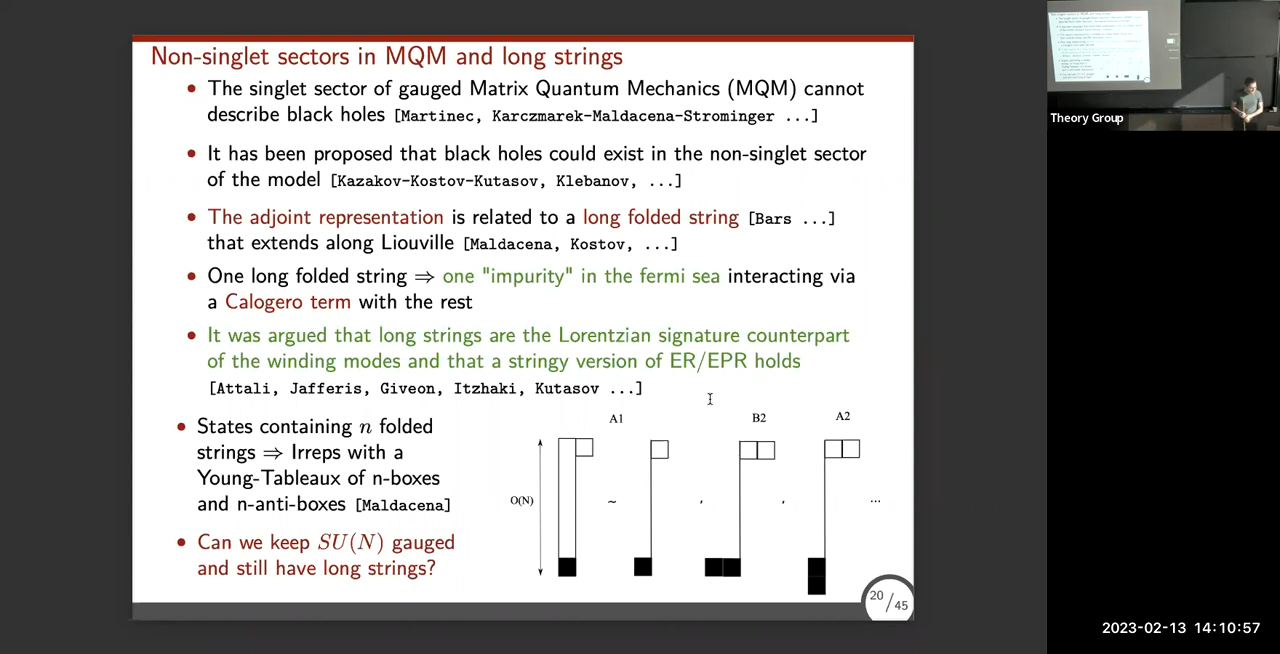 Non-singlet sectors in MQM and long strings
• The singlet sector of gauged Matrix Quantum Mechanics (MQM) cannot
describe black holes [Martinec, Karczmarek-Maldacena-Strominger ...]
• It has been proposed that black holes could exist in the non-singlet sector
of the model [Kazakov-Kostov-Kutasov, Klebanov, ...]
• The adjoint representation is related to a long folded string [Bars ...]
that extends along Liouville [Maldacena, Kostov, ...]
• One long folded string ⇒ one "impurity" in the fermi sea interacting via
a Calogero term with the rest
• It was argued that long strings are the Lorentzian signature counterpart
of the winding modes and that a stringy version of ER/EPR holds
[Attali, Jafferis, Giveon, Itzhaki, Kutasov ...]
• States containing n folded
strings ⇒ Irreps with a
Young-Tableaux of n-boxes
and n-anti-boxes [Maldacena]
• Can we keep SU(N) gauged
and still have long strings?
A1 B2 A2
O(N) ~ , , ...
20/45
Theory Group
2023-02-13 14:10:57